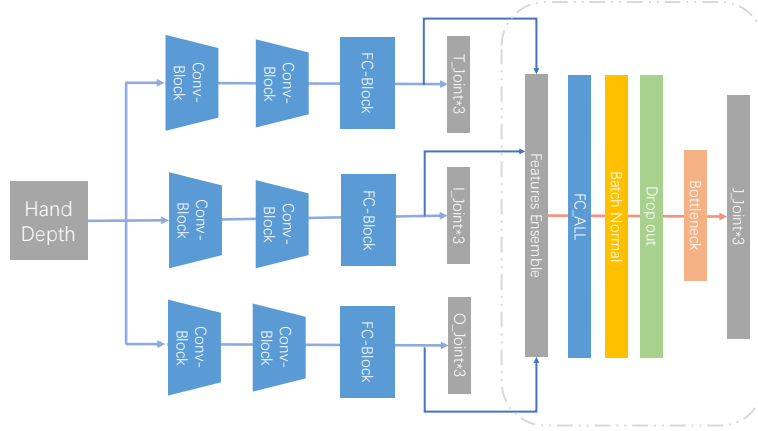 Hand
Depth
Conv-
Block
Conv-
Block
FC-Block
T_Joint*3
Conv-
Block
Conv-
Block
FC-Block
I_Joint*3
Conv-
Block
Conv-
Block
FC-Block
O_Joint*3
Features Ensemble
FC_ALL
Batch Normal
Drop out
Bottleneck
J_Joint*3